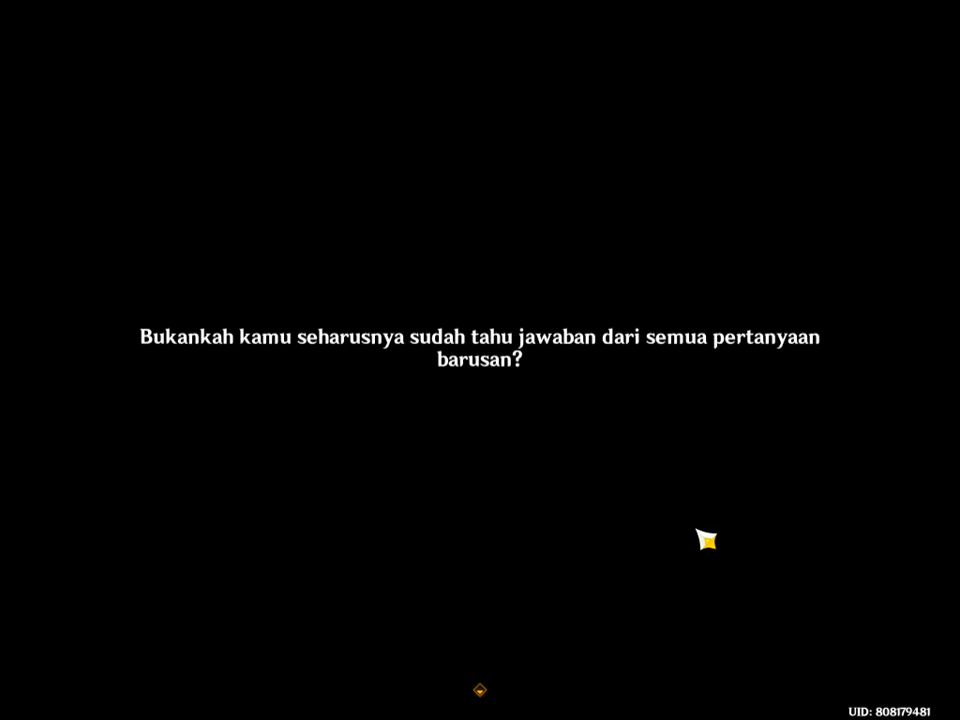 Bukankah kamu seharusnya sudah tahu jawaban dari semua pertanyaan
barusan?
UID: 808179481